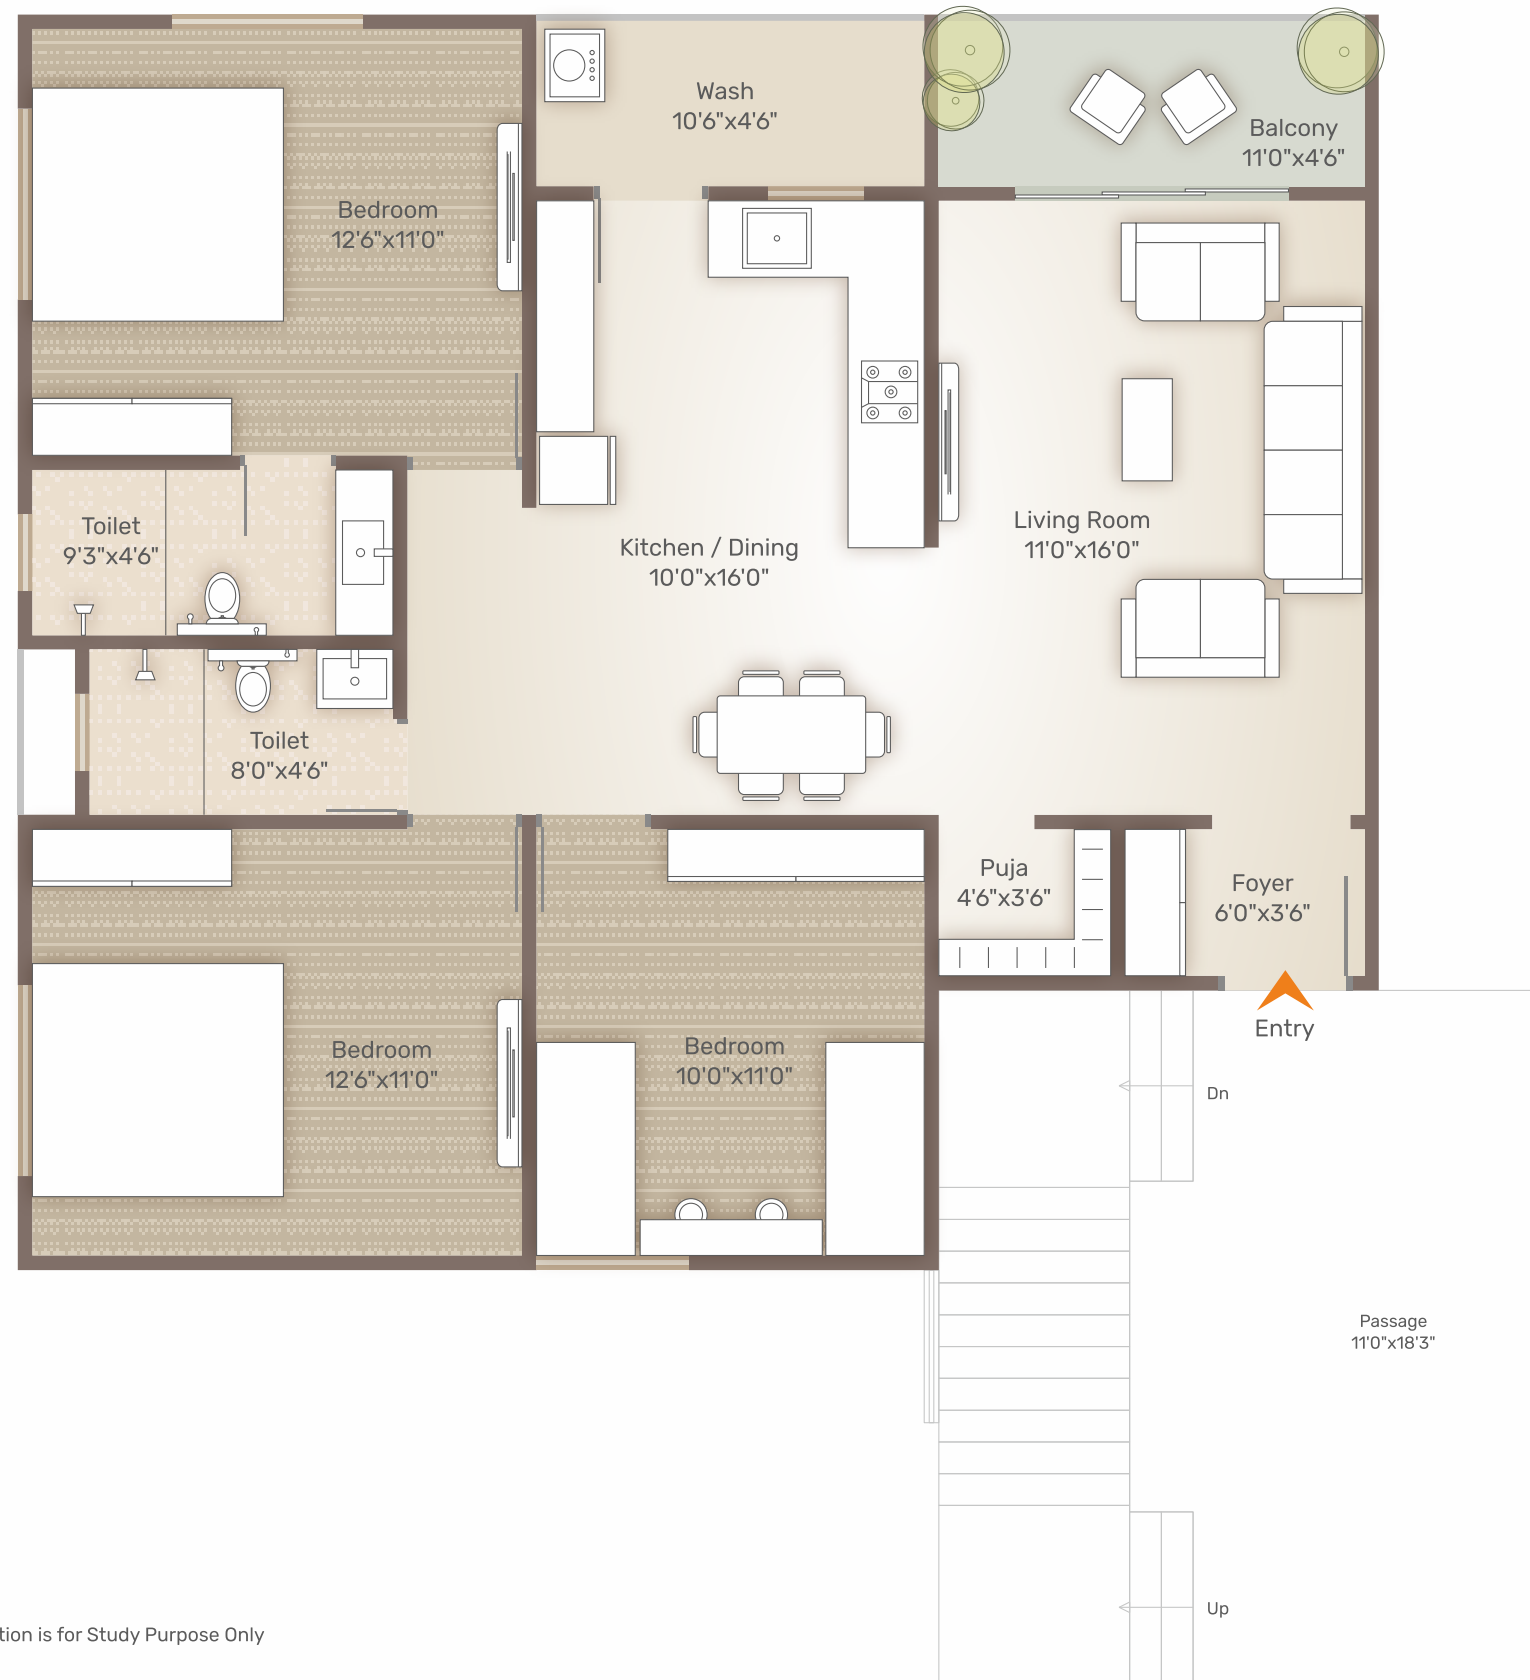 Wash
10'6"x4'6"
Balcony
11'0"x4'6"
Bedroom
12'6"x11'0"
Toilet
9'3"x4'6"
Kitchen / Dining
10'0"x16'0"
Living Room
11'0"x16'0"
Toilet
8'0"x4'6"
Puja
4'6"x3'6"
Foyer
6'0"x3'6"
Bedroom
12'6"x11'0"
Bedroom
10'0"x11'0"
Entry
Dn
Passage
11'0"x18'3"
Up
tion is for Study Purpose Only